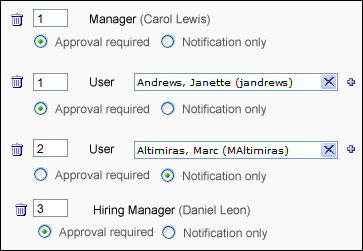 1 Manager (Carol Lewis)
Approval required Notification only
1 User Andrews, Janette (jandrews)
Approval required Notification only
2 User Altimiras, Marc (MAltimiras)
Approval required Notification only
3 Hiring Manager (Daniel Leon)
Approval required Notification only